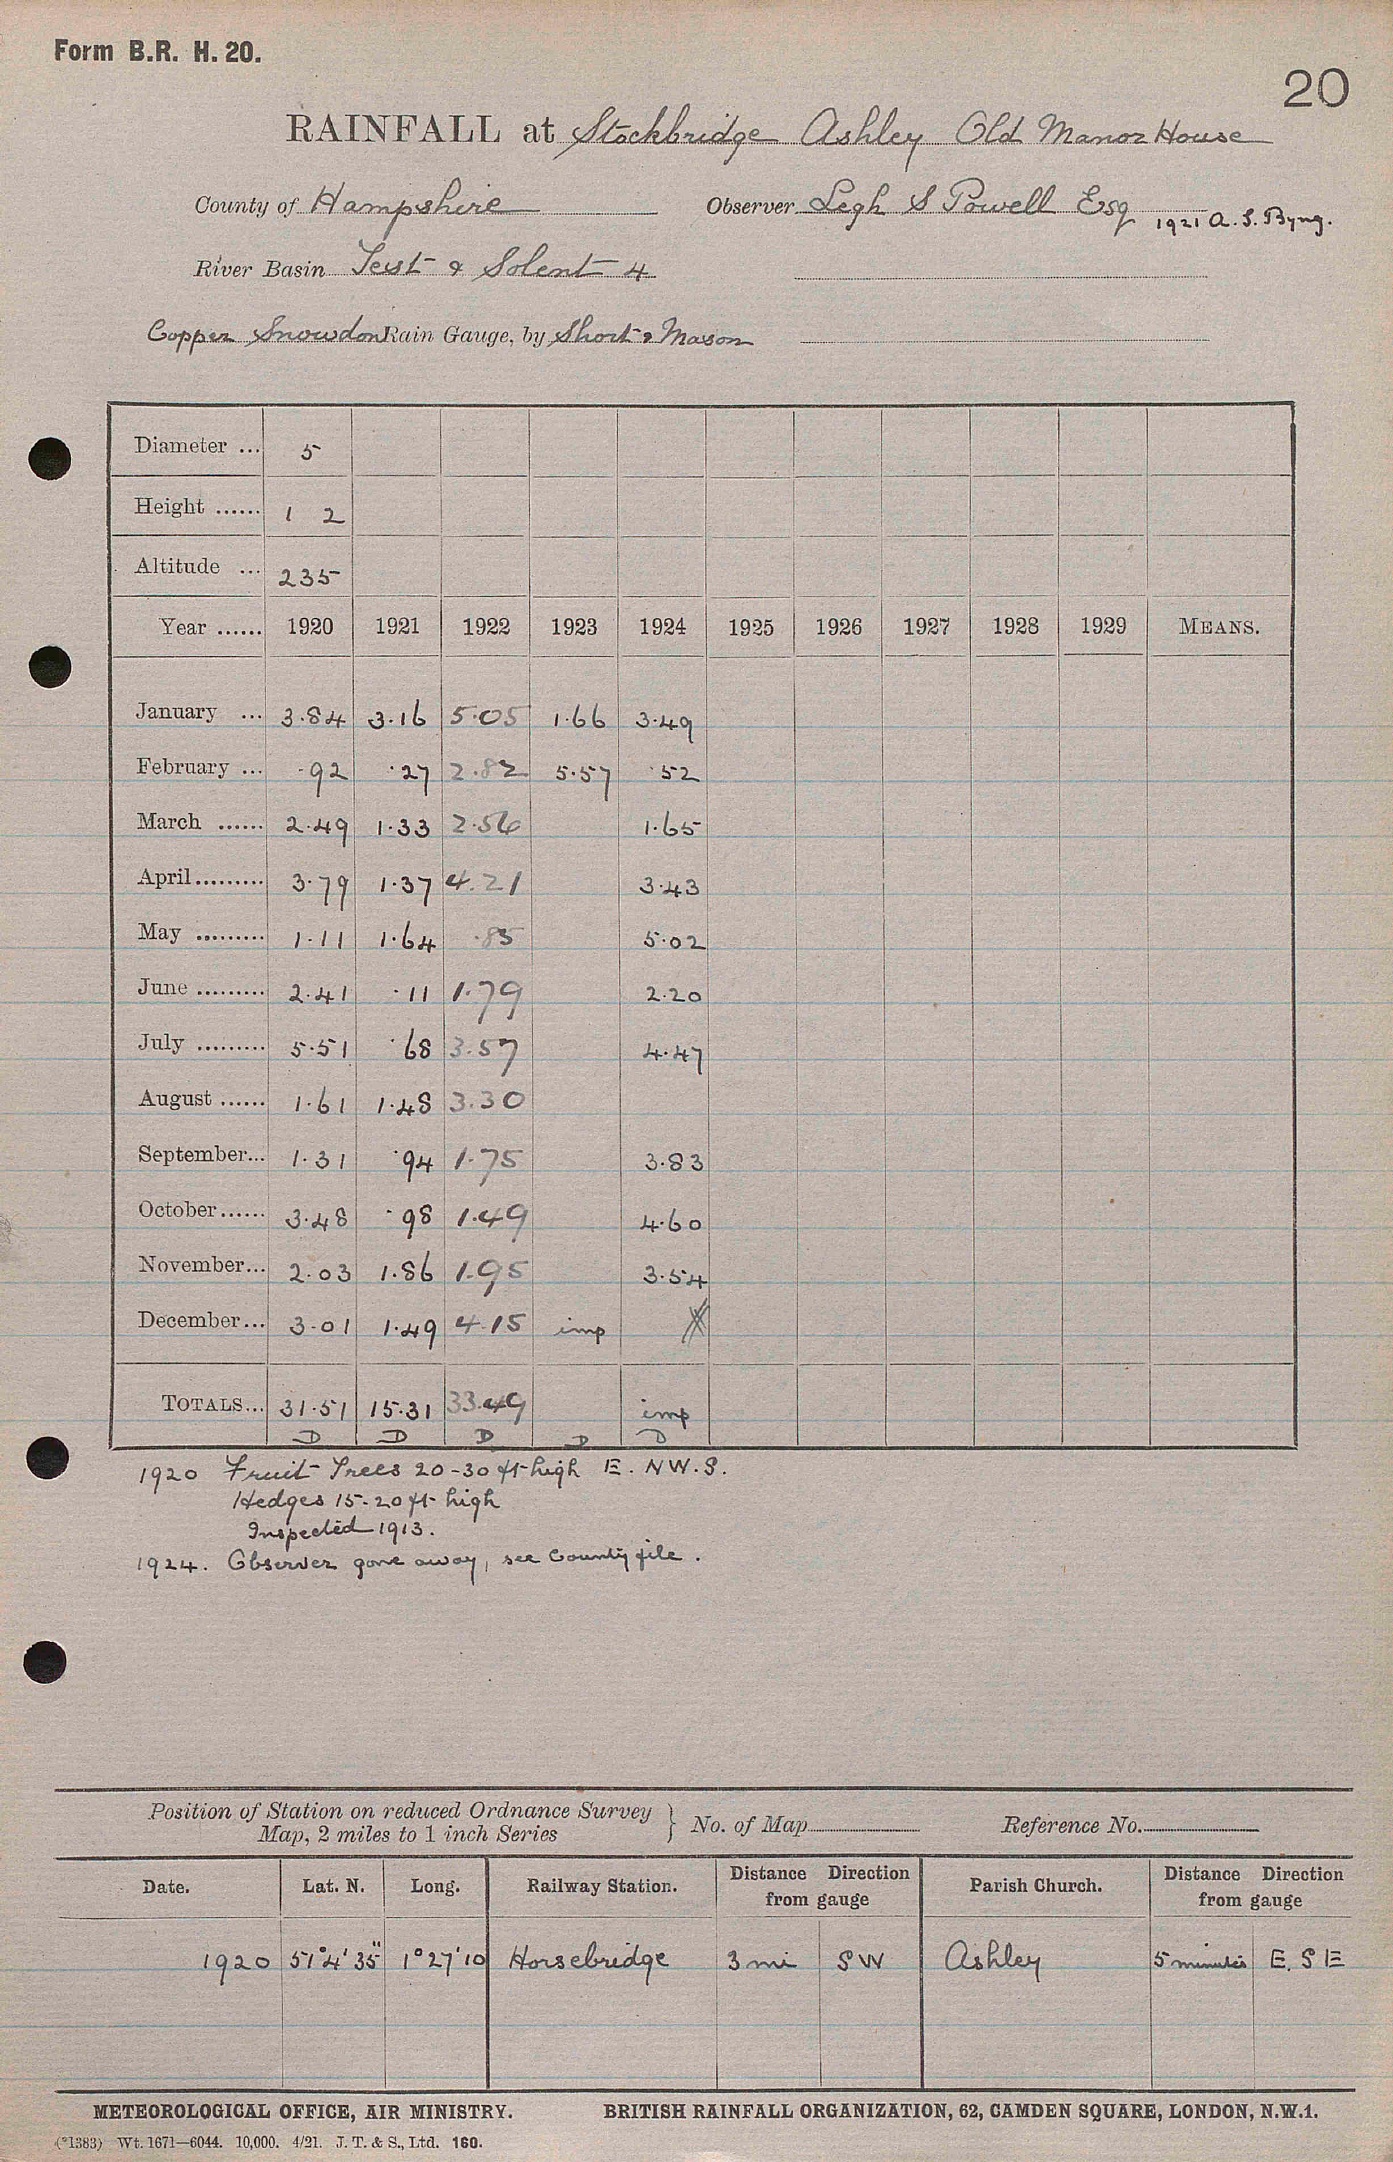 Form B.R. H. 20.
20
RAINFALL at Stockbridge Ashley Old Manor House
County of Hampshire Observer Legh S Powell Esq 1921 A. S. Byng.
River Basin Test & Solent 4
Copper Snowdon Rain Gauge, by Short & Mason
Diameter ... 5
Height ...... 1 2
Altitude ... 235
Year ...... 1920 1921 1922 1923 1924 1925 1926 1927 1928 1929 MEANS.
January ... 3.84 3.16 5.05 1.66 3.49
February ... .92 .27 2.82 5.57 .52
March ...... 2.49 1.33 2.56 1.65
April......... 3.79 1.37 4.21 3.43
May ......... 1.11 1.64 .85 5.02
June ......... 2.41 .11 1.79 2.20
July ......... 5.51 .68 3.57 4.47
August ...... 1.61 1.48 3.30
September... 1.31 .94 1.75 3.83
October...... 3.48 .98 1.49 4.60
November... 2.03 1.86 1.95 3.54
December... 3.01 1.49 4.15 imp
TOTALS... 31.51 15.31 33.49 imp
D D D D D
1920 Fruit Trees 20-30 ft high E. NW. S.
Hedges 15-20 ft high
Inspected 1913.
1924. Observer gone away, see County file.
Position of Station on reduced Ordnance Survey
Map, 2 miles to 1 inch Series } No. of Map Reference No.
Date. Lat. N. Long. Railway Station. Distance Direction from gauge Parish Church. Distance Direction from gauge
1920 51°4'35" 1°27'10 Horsebridge 3 mi SW Ashley 5 minutes E. S E
METEOROLOGICAL OFFICE, AIR MINISTRY. BRITISH RAINFALL ORGANIZATION, 62, CAMDEN SQUARE, LONDON, N.W.1.
(*1383) Wt. 1671—6044. 10,000. 4/21. J. T. & S., Ltd. 160.